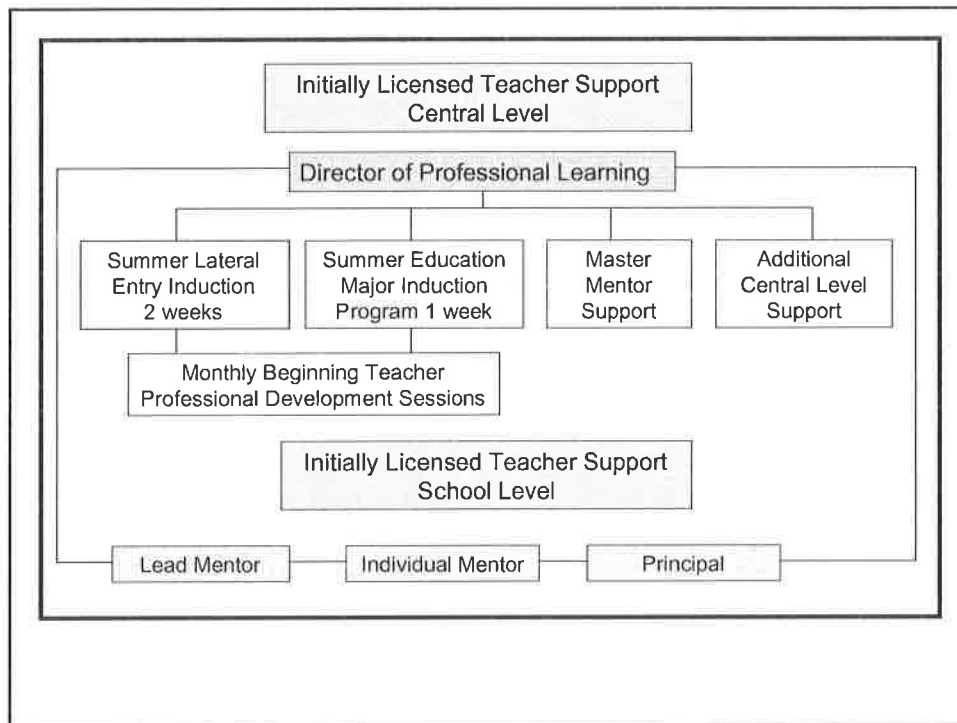 Initially Licensed Teacher Support
Central Level
Director of Professional Learning
Summer Lateral
Entry Induction
2 weeks
Summer Education
Major Induction
Program 1 week
Master
Mentor
Support
Additional
Central Level
Support
Monthly Beginning Teacher
Professional Development Sessions
Initially Licensed Teacher Support
School Level
Lead Mentor
Individual Mentor
Principal